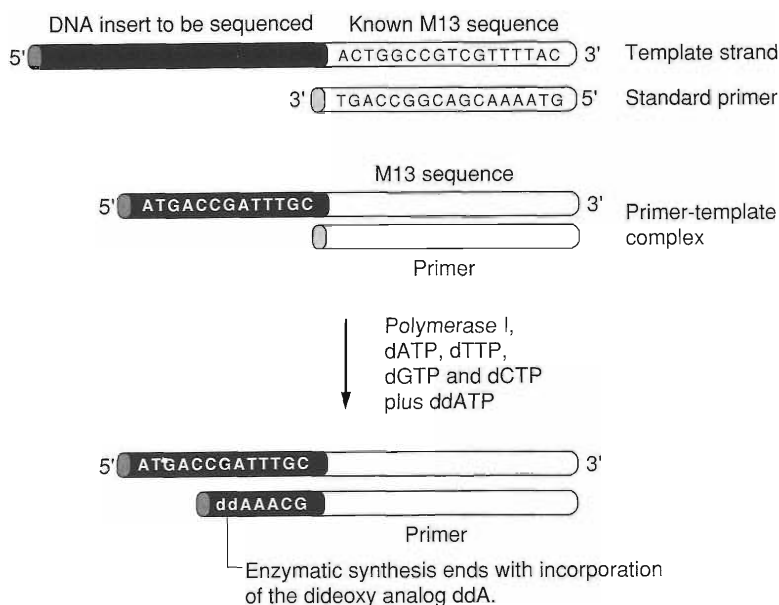 DNA insert to be sequenced Known M13 sequence
5' ACTGGCCGTCGTTTTAC 3' Template strand
3' TGACCGGCAGCAAAATG 5' Standard primer
M13 sequence
5' ATGACCGATTTGC 3'
Primer-template
complex
Primer
Polymerase I,
dATP, dTTP,
dGTP and dCTP
plus ddATP
5' ATGACCGATTTGC 3'
ddAAACG
Primer
Enzymatic synthesis ends with incorporation
of the dideoxy analog ddA.